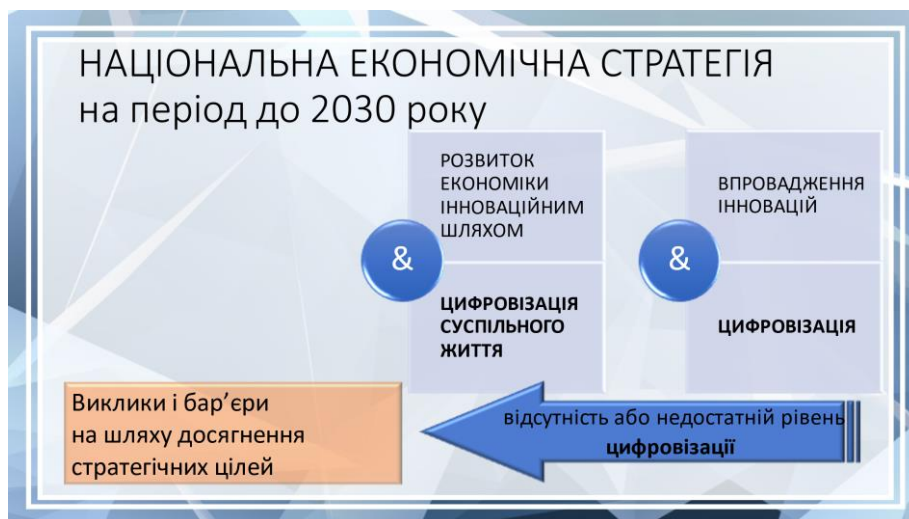 НАЦІОНАЛЬНА ЕКОНОМІЧНА СТРАТЕГІЯ
на період до 2030 року
&
РОЗВИТОК
ЕКОНОМІКИ
ІННОВАЦІЙНИМ
ШЛЯХОМ
ЦИФРОВІЗАЦІЯ
СУСПІЛЬНОГО
ЖИТТЯ
&
ВПРОВАДЖЕННЯ
ІННОВАЦІЙ
ЦИФРОВІЗАЦІЯ
Виклики і бар’єри
на шляху досягнення
стратегічних цілей
відсутність або недостатній рівень
цифровізації